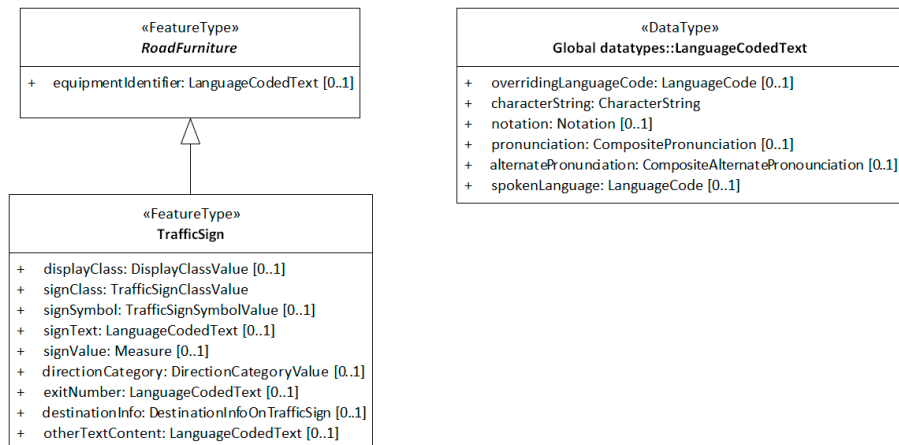 «FeatureType»
RoadFurniture
+ equipmentIdentifier: LanguageCodedText [0..1]
«FeatureType»
TrafficSign
+ displayClass: DisplayClassValue [0..1]
+ signClass: TrafficSignClassValue
+ signSymbol: TrafficSignSymbolValue [0..1]
+ signText: LanguageCodedText [0..1]
+ signValue: Measure [0..1]
+ directionCategory: DirectionCategoryValue [0..1]
+ exitNumber: LanguageCodedText [0..1]
+ destinationInfo: DestinationInfoOnTrafficSign [0..1]
+ otherTextContent: LanguageCodedText [0..1]
«DataType»
Global datatypes::LanguageCodedText
+ overridingLanguageCode: LanguageCode [0..1]
+ characterString: CharacterString
+ notation: Notation [0..1]
+ pronunciation: CompositePronunciation [0..1]
+ alternatePronunciation: CompositeAlternatePronounciation [0..1]
+ spokenLanguage: LanguageCode [0..1]